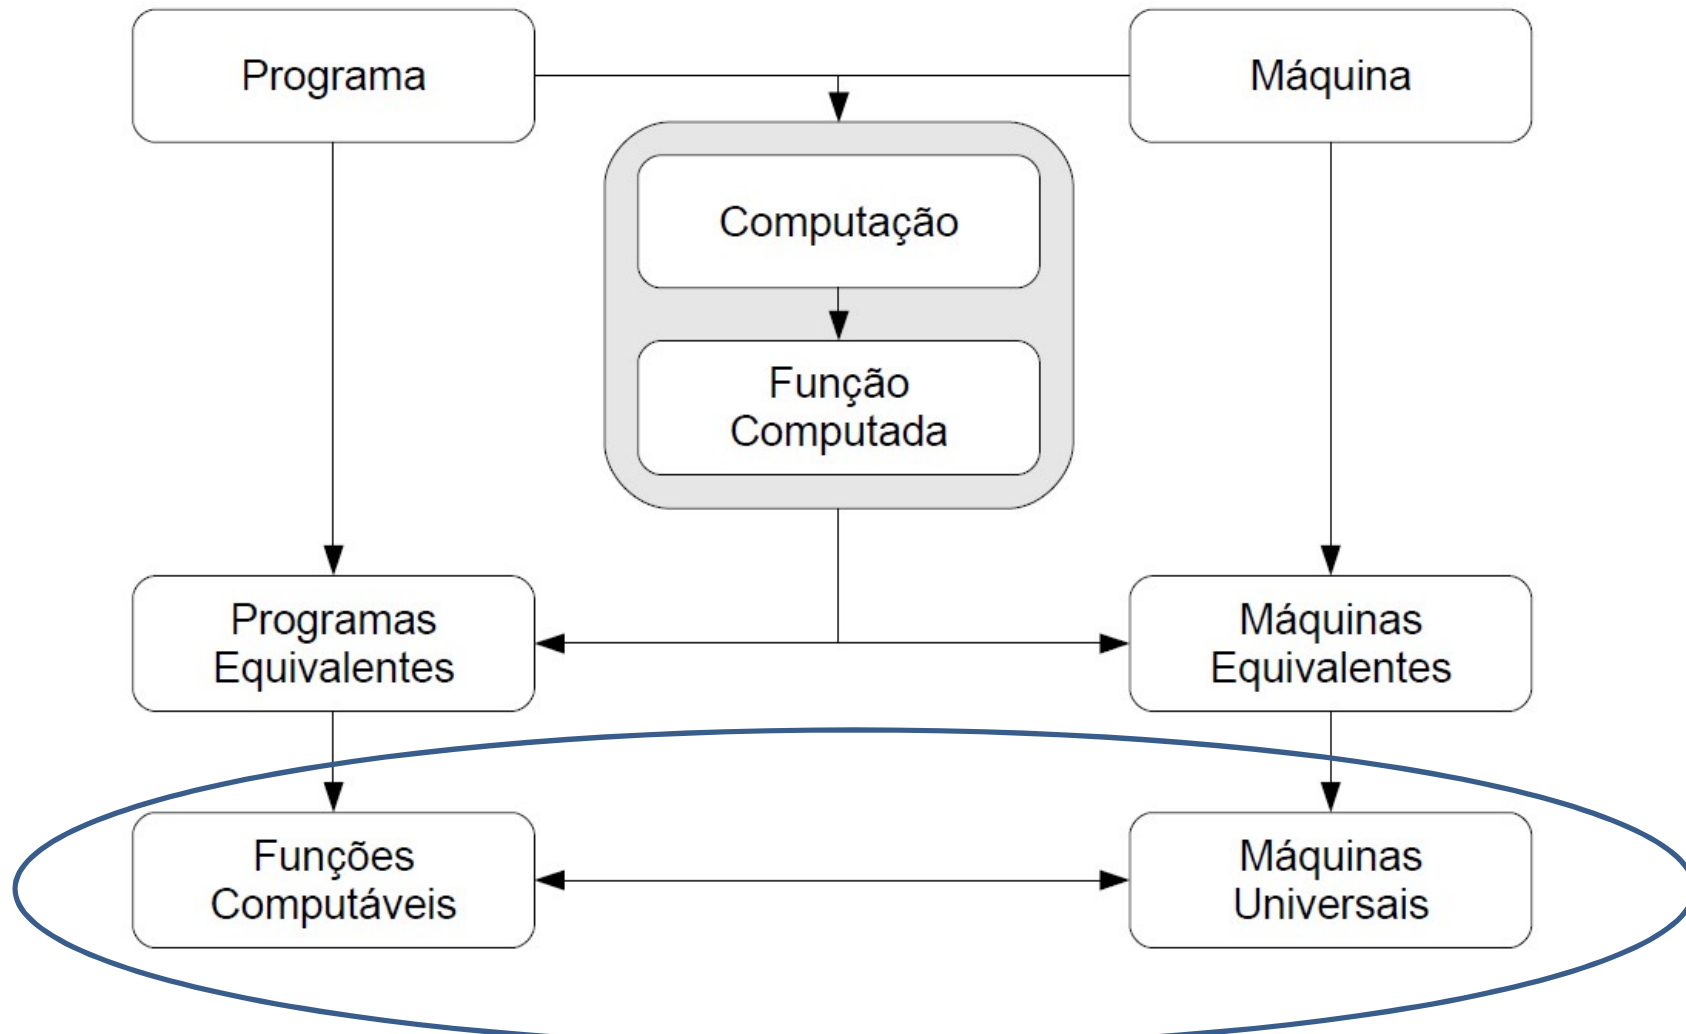 Programa
Máquina
Computação
Função
Computada
Programas
Equivalentes
Máquinas
Equivalentes
Funções
Computáveis
Máquinas
Universais